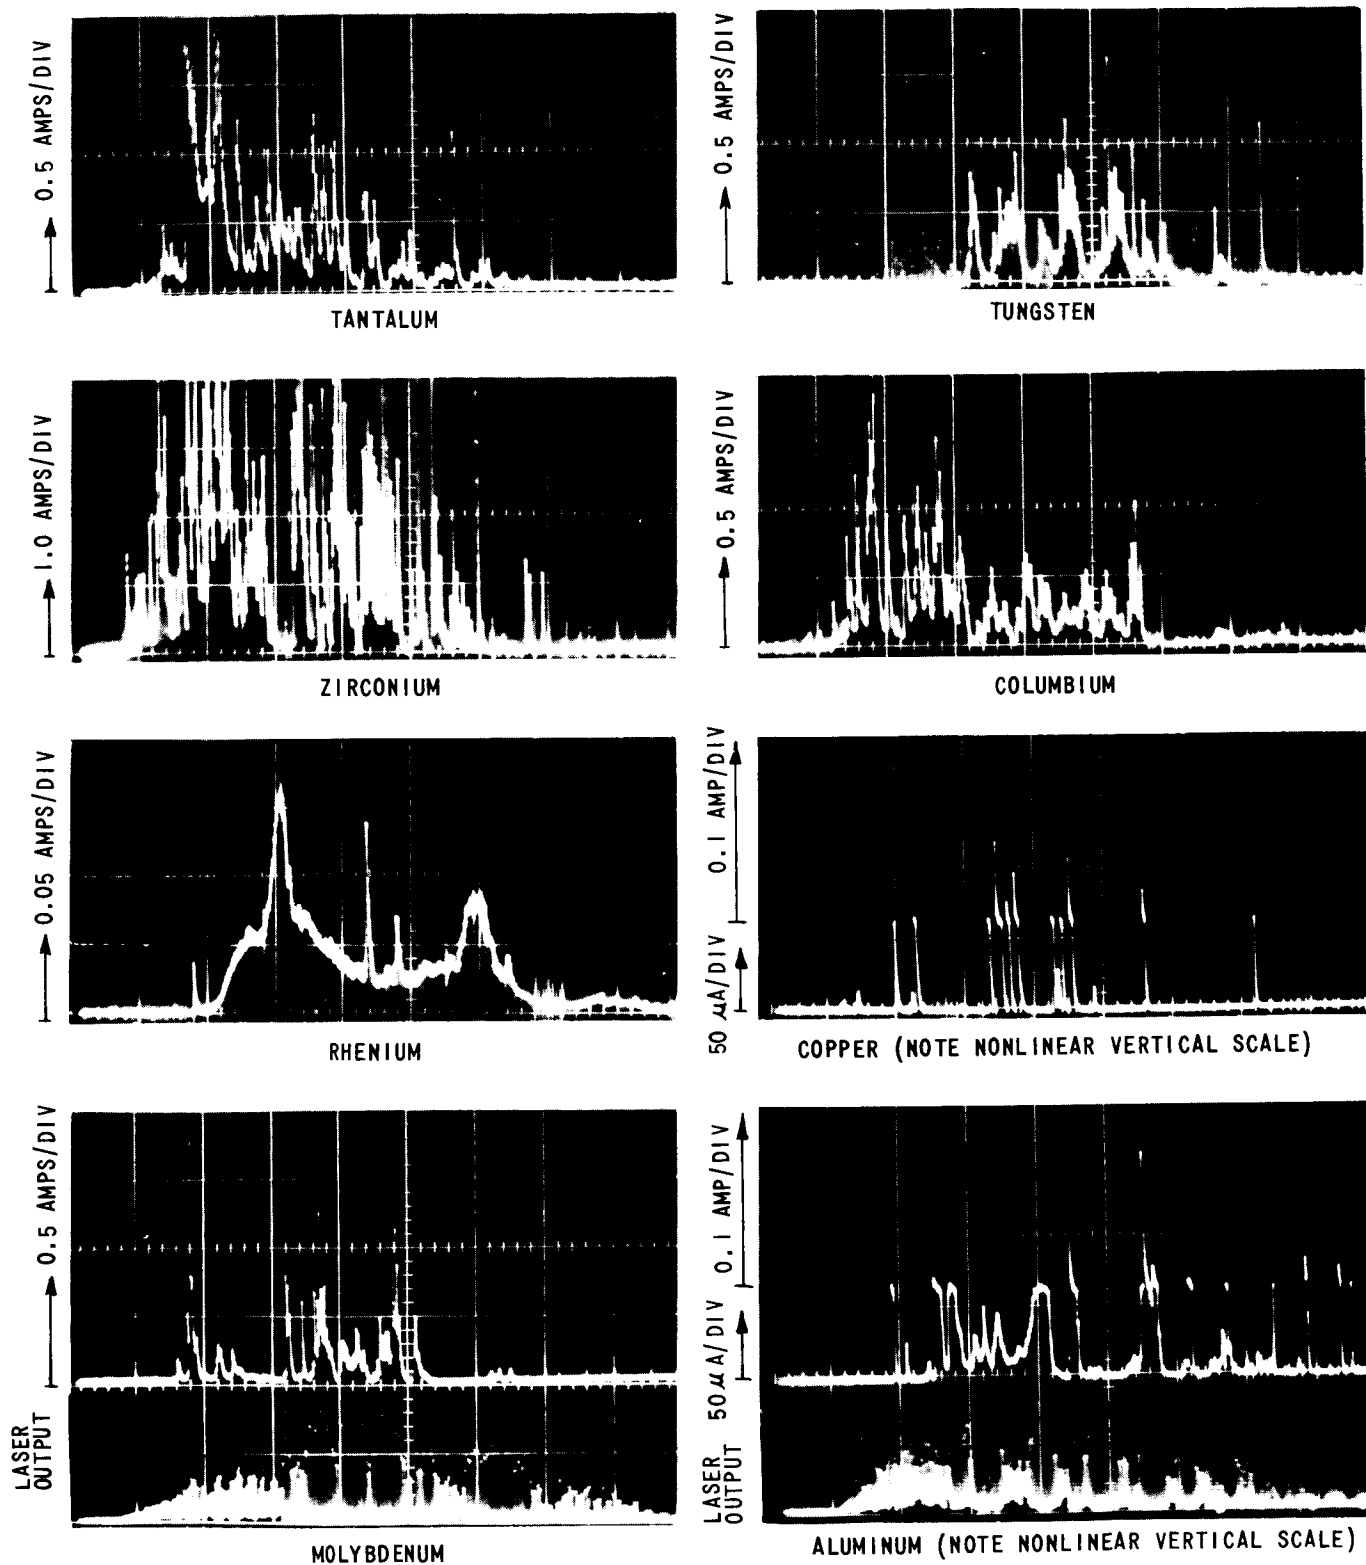 0.5 AMPS/DIV
TANTALUM
0.5 AMPS/DIV
TUNGSTEN
1.0 AMPS/DIV
ZIRCONIUM
0.5 AMPS/DIV
COLUMBIUM
0.05 AMPS/DIV
RHENIUM
0.1 AMP/DIV
50 μA/DIV
COPPER (NOTE NONLINEAR VERTICAL SCALE)
0.5 AMPS/DIV
LASER
OUTPUT
MOLYBDENUM
0.1 AMP/DIV
50 μA/DIV
LASER
OUTPUT
ALUMINUM (NOTE NONLINEAR VERTICAL SCALE)